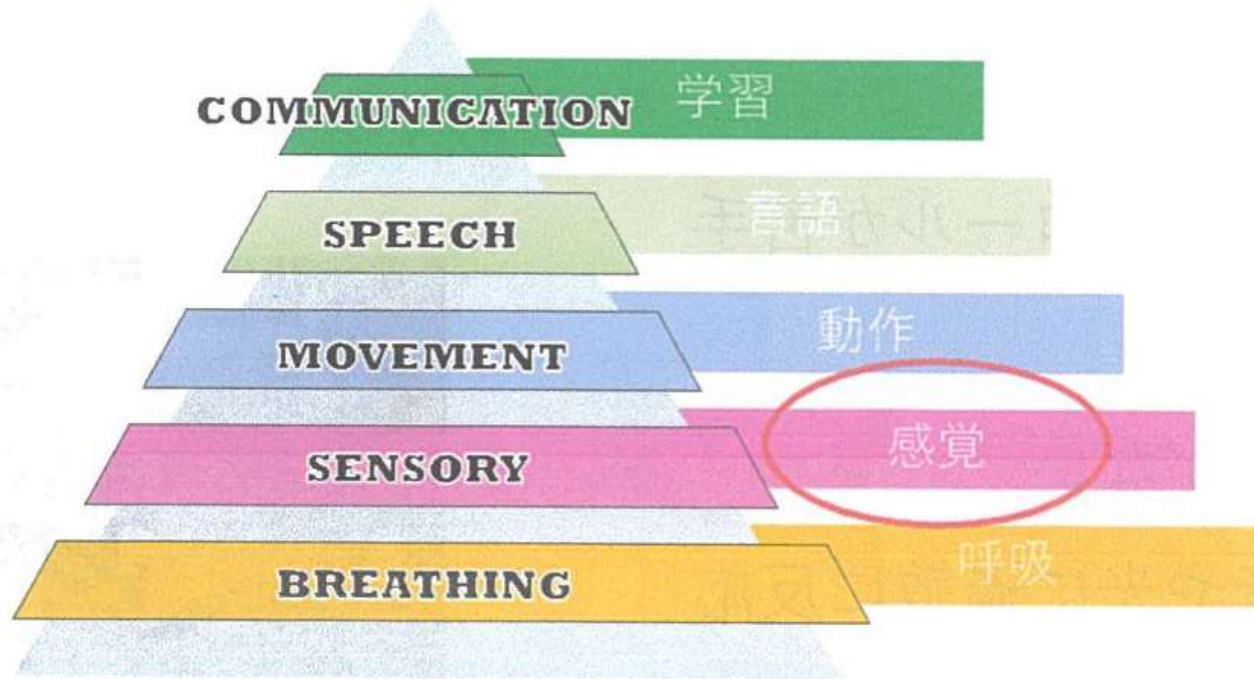 COMMUNICATION 学習
SPEECH 言語
MOVEMENT 動作
SENSORY 感覚
BREATHING 呼吸